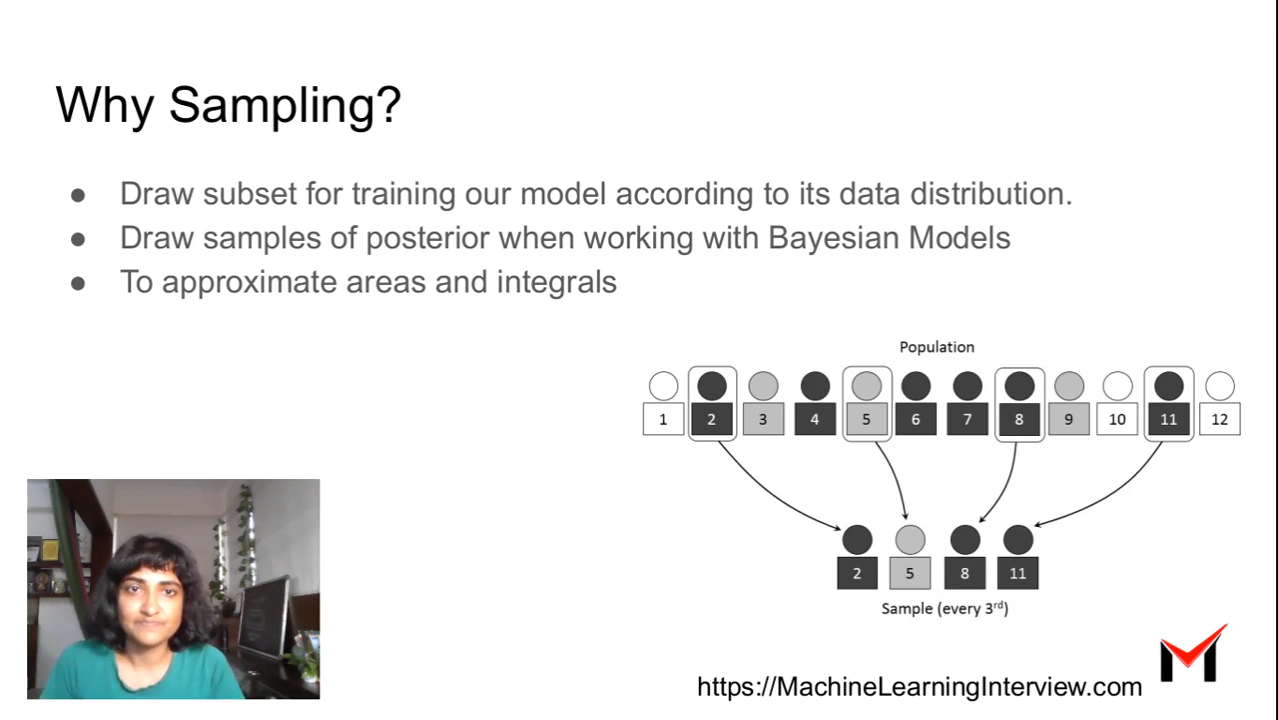 Why Sampling?
● Draw subset for training our model according to its data distribution.
● Draw samples of posterior when working with Bayesian Models
● To approximate areas and integrals
Population
1 2 3 4 5 6 7 8 9 10 11 12
2 5 8 11
Sample (every 3rd)
https://MachineLearningInterview.com